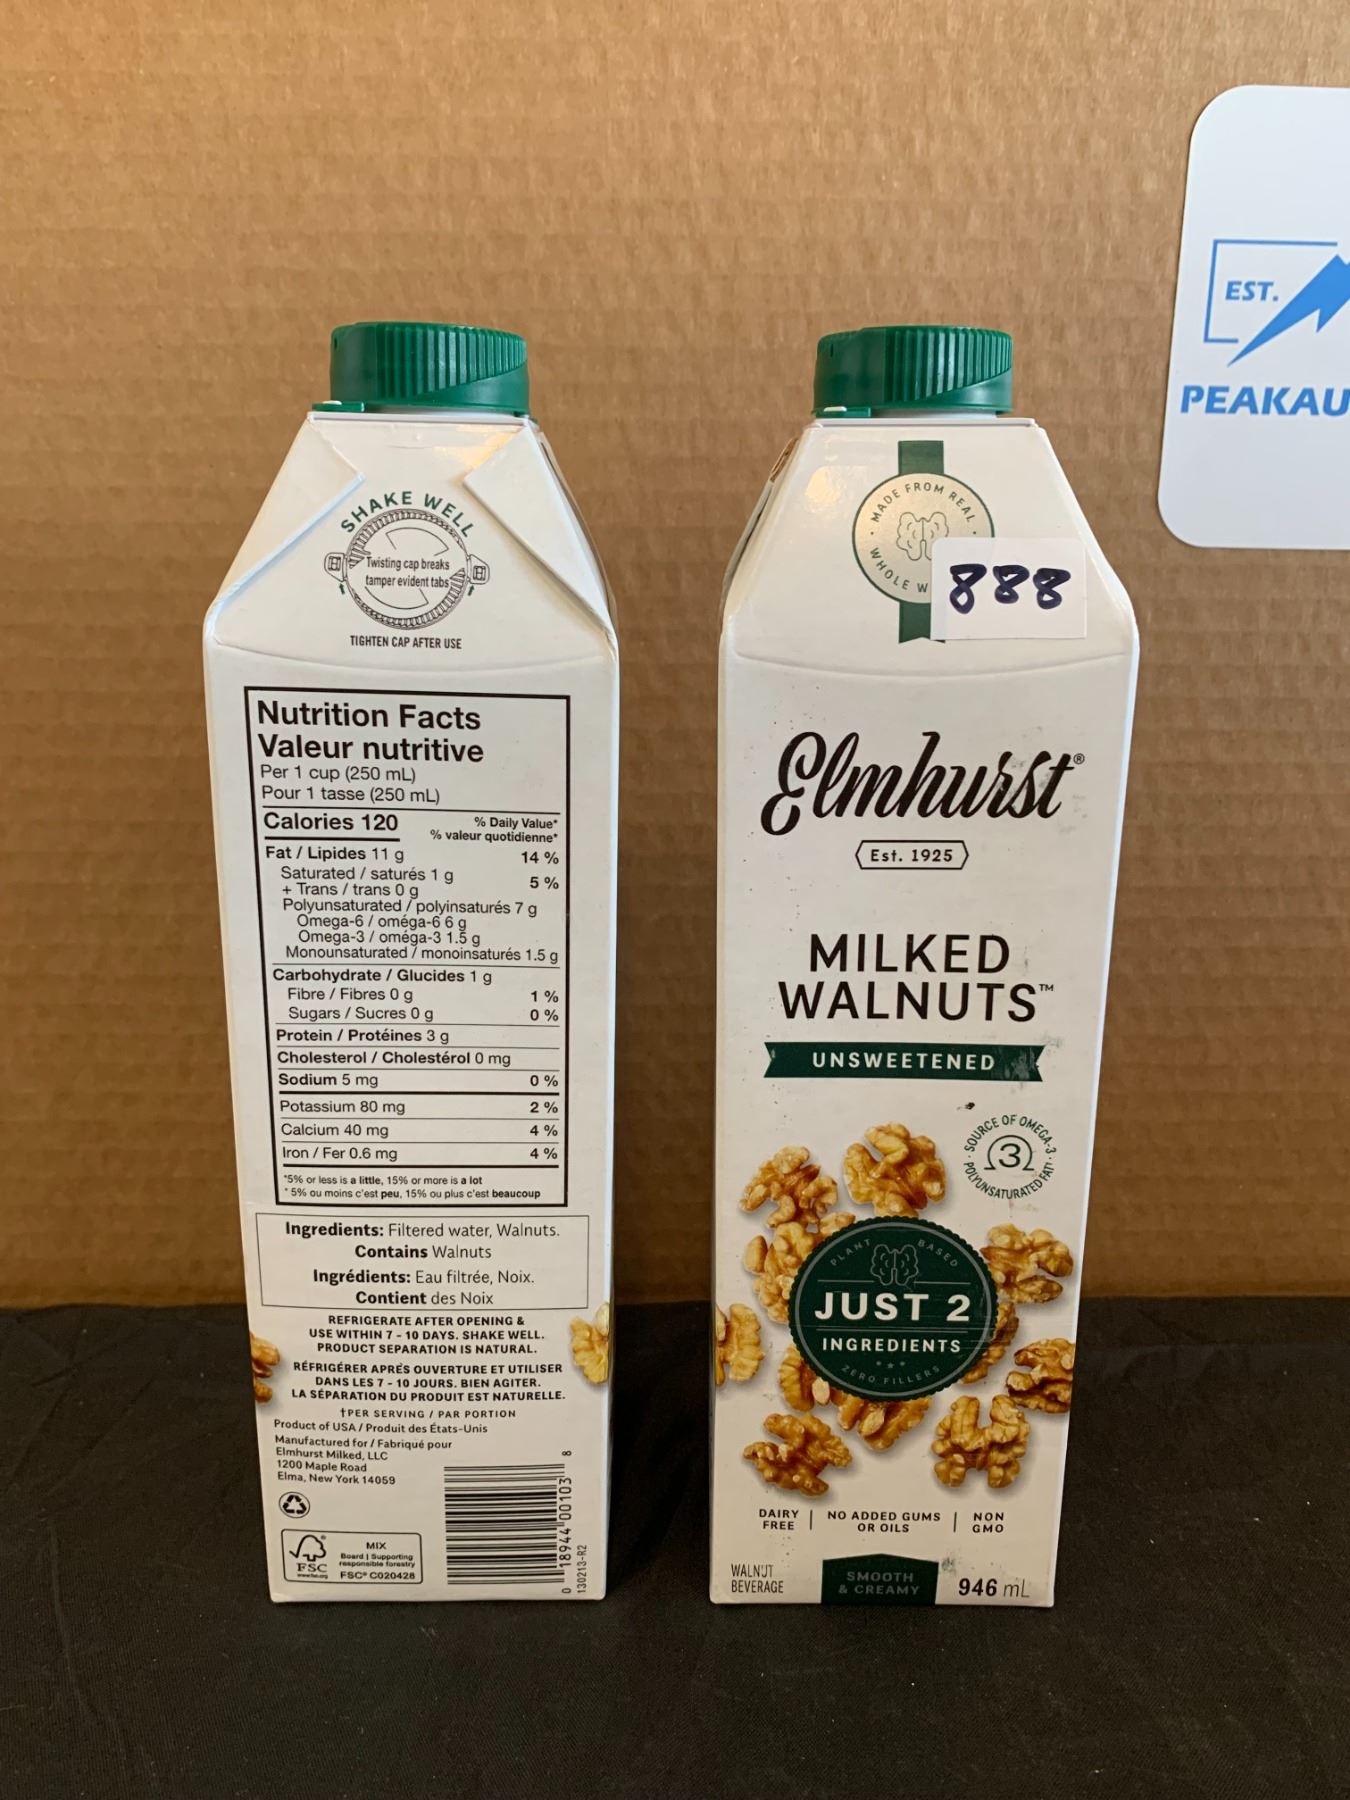 SHAKE WELL
Twisting cap breaks
tamper evident tabs
TIGHTEN CAP AFTER USE
Nutrition Facts
Valeur nutritive
Per 1 cup (250 mL)
Pour 1 tasse (250 mL)
Calories 120
% Daily Value*
% valeur quotidienne*
Fat / Lipides 11 g 14 %
Saturated / saturés 1 g
+ Trans / trans 0 g 5 %
Polyunsaturated / polyinsaturés 7 g
Omega-6 / oméga-6 6 g
Omega-3 / oméga-3 1.5 g
Monounsaturated / monoinsaturés 1.5 g
Carbohydrate / Glucides 1 g
Fibre / Fibres 0 g 1 %
Sugars / Sucres 0 g 0 %
Protein / Protéines 3 g
Cholesterol / Cholestérol 0 mg
Sodium 5 mg 0 %
Potassium 80 mg 2 %
Calcium 40 mg 4 %
Iron / Fer 0.6 mg 4 %
*5% or less is a little, 15% or more is a lot
*5% ou moins c'est peu, 15% ou plus c'est beaucoup
Ingredients: Filtered water, Walnuts.
Contains Walnuts
Ingrédients: Eau filtrée, Noix.
Contient des Noix
REFRIGERATE AFTER OPENING &
USE WITHIN 7 - 10 DAYS. SHAKE WELL.
PRODUCT SEPARATION IS NATURAL.
RÉFRIGÉRER APRÈS OUVERTURE ET UTILISER
DANS LES 7 - 10 JOURS. BIEN AGITER.
LA SÉPARATION DU PRODUIT EST NATURELLE.
†PER SERVING / PAR PORTION
Product of USA / Produit des États-Unis
Manufactured for / Fabriqué pour
Elmhurst Milked, LLC
1200 Maple Road
Elma, New York 14059
FSC
www.fsc.org
MIX
Board | Supporting
responsible forestry
FSC® C020428
0 18944 00103 8
130213-R2
MADE FROM REAL
WHOLE W
888
Elmhurst®
Est. 1925
MILKED
WALNUTS™
UNSWEETENED
SOURCE OF OMEGA-3
POLYUNSATURATED FAT†
3
PLANT BASED
JUST 2
INGREDIENTS
ZERO FILLERS
DAIRY
FREE
NO ADDED GUMS
OR OILS
NON
GMO
WALNUT
BEVERAGE
SMOOTH
& CREAMY
946 mL
EST.
PEAKAU